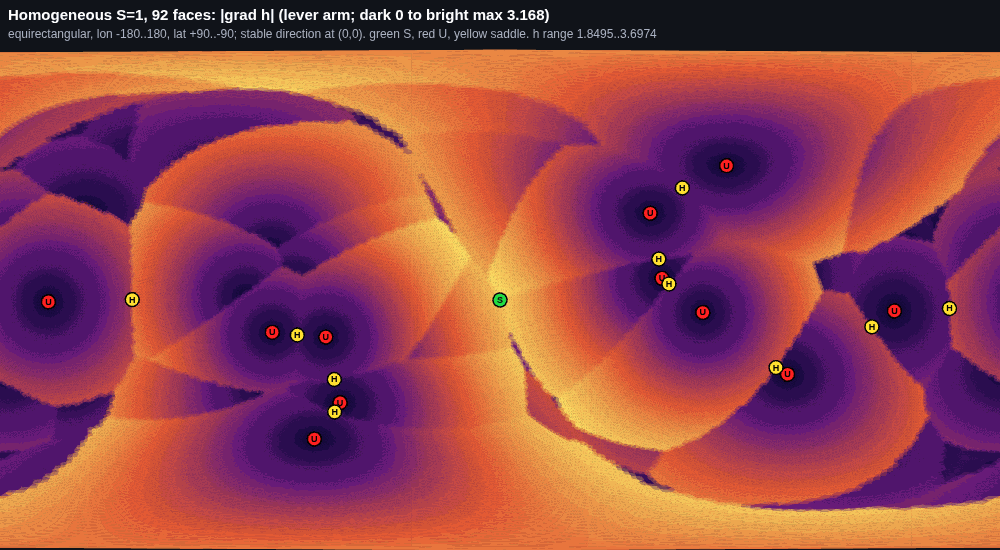 Homogeneous S=1, 92 faces: |grad h| (lever arm; dark 0 to bright max 3.168)
equirectangular, lon -180..180, lat +90..-90; stable direction at (0,0). green S, red U, yellow saddle. h range 1.8495..3.6974
U
H
U
H
U
H
U
H
U
H
U
H
U
H
S
U
U
H
H
U
H
U
H
U